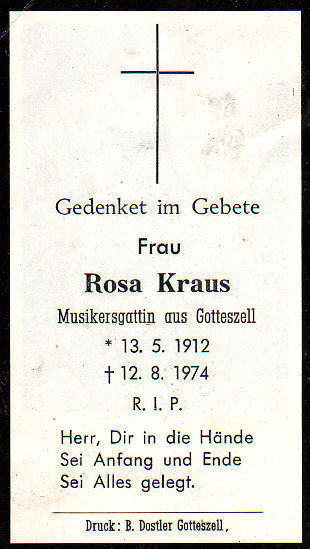 Gedenket im Gebete
Frau
Rosa Kraus
Musikersgattin aus Gotteszell
* 13. 5. 1912
† 12. 8. 1974
R. I. P.
Herr, Dir in die Hände
Sei Anfang und Ende
Sei Alles gelegt.
Druck: B. Dostler Gotteszell,